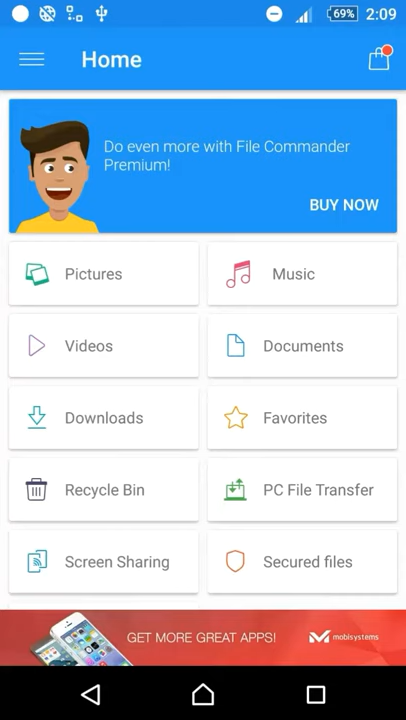 69% 2:09
Home
Do even more with File Commander
Premium!
BUY NOW
Pictures
Music
Videos
Documents
Downloads
Favorites
Recycle Bin
PC File Transfer
Screen Sharing
Secured files
GET MORE GREAT APPS! mobisystems